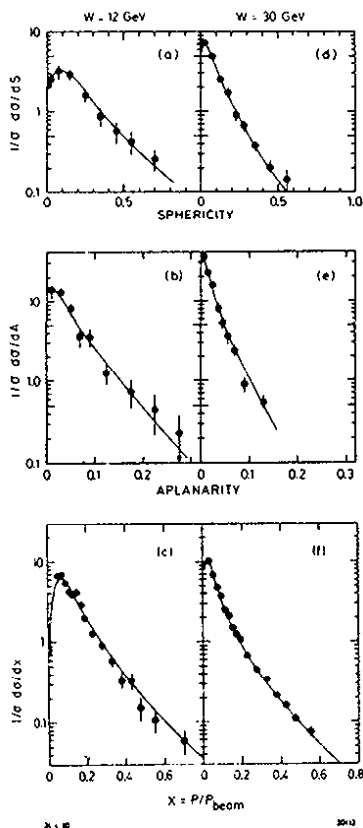 W = 12 GeV W = 30 GeV
(a) (d)
1/σ dσ/dS
10
1.0
0.1
0.5 0 0.5 1.0
SPHERICITY
(b) (e)
1/σ dσ/dA
10
1.0
0.1
0 0.1 0.2 0 0.1 0.2 0.3
APLANARITY
(c) (f)
1/σ dσ/dx
10
1
0.1
0 0.2 0.4 0.6 0 0.2 0.4 0.6 0.8
X = P/Pbeam